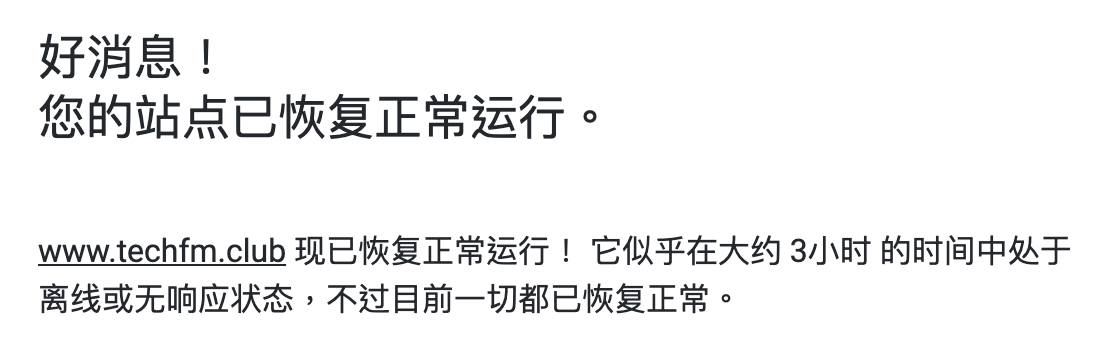 好消息！
您的站点已恢复正常运行。
www.techfm.club 现已恢复正常运行！ 它似乎在大约 3小时 的时间中处于
离线或无响应状态，不过目前一切都已恢复正常。